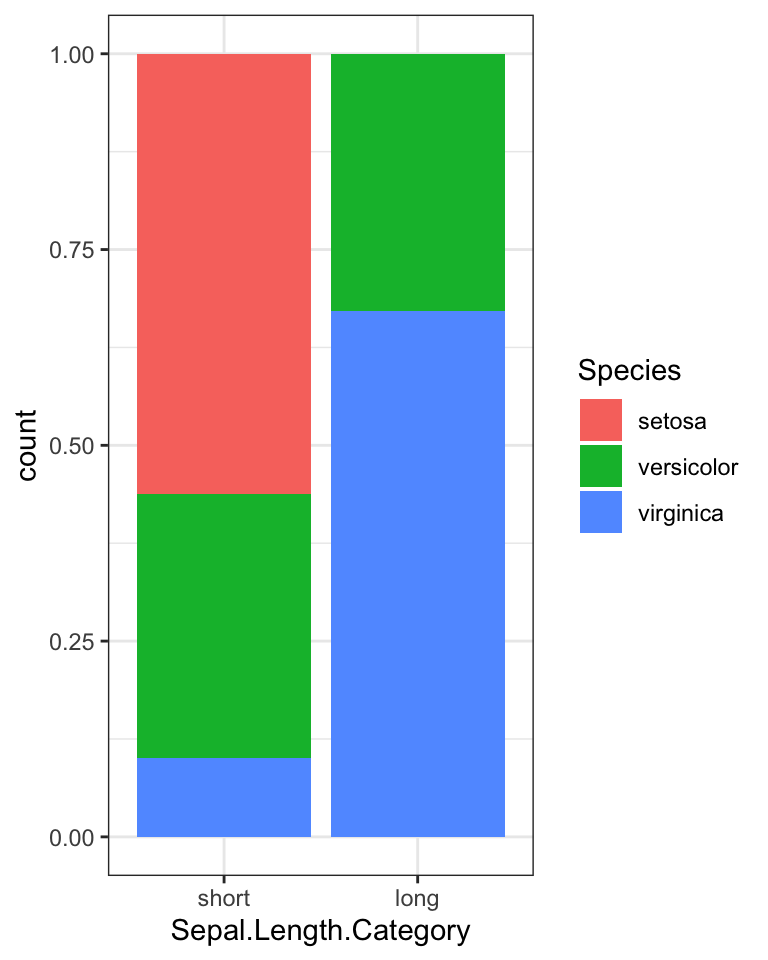 1.00
0.75
0.50
0.25
0.00
count
short long
Sepal.Length.Category
Species
setosa
versicolor
virginica